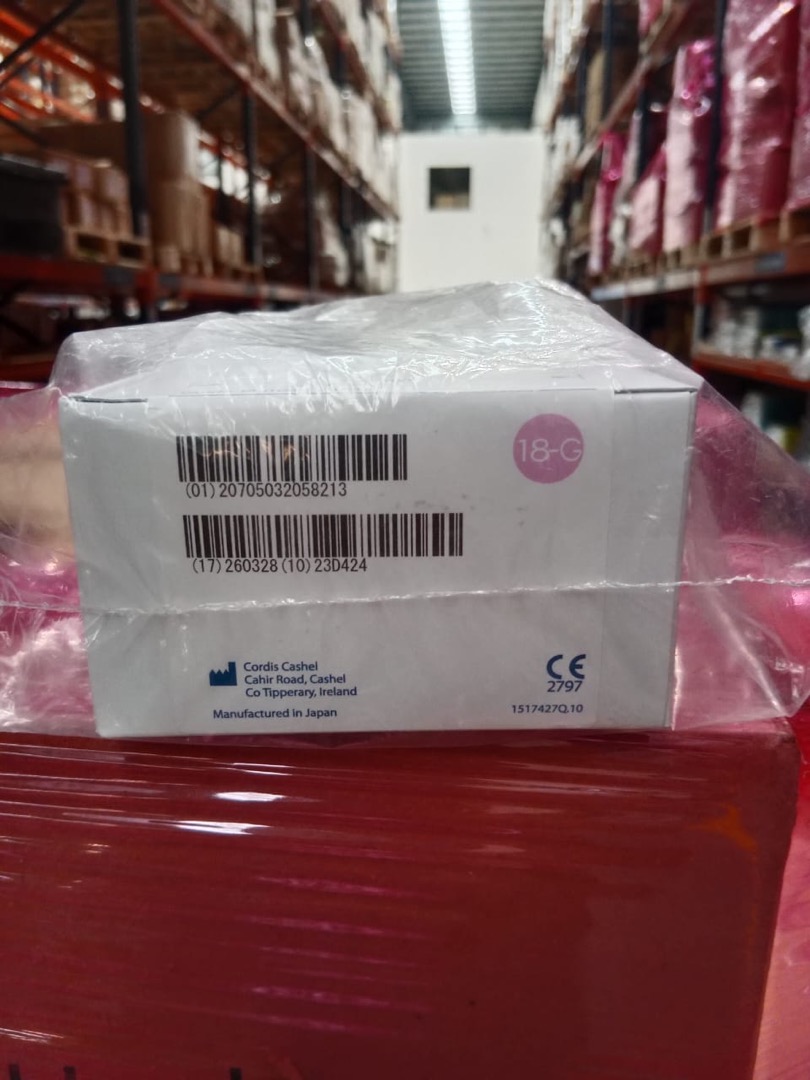 18-G
(01)20705032058213
(17)260328(10)23D424
Cordis Cashel
Cahir Road, Cashel
Co Tipperary, Ireland
Manufactured in Japan
CE
2797
1517427Q.10